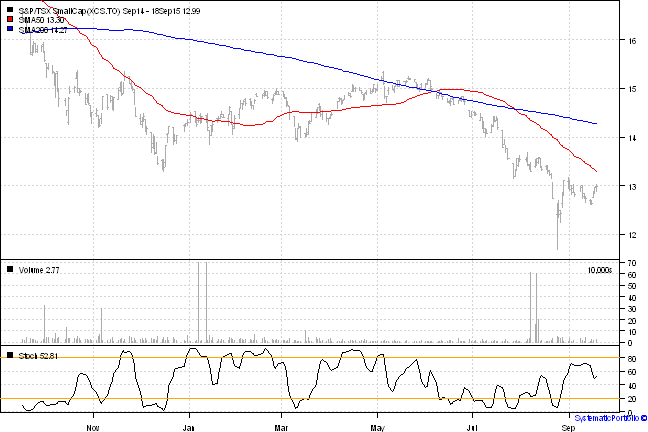 S&P/TSX SmallCap(XCS.TO) Sep14 - 18Sep15 12.99
SMA50 13.30
SMA200 14.27
16
15
14
13
12
Volume 2.77
10,000s
70
60
50
40
30
20
10
0
Stoch 52.81
80
60
40
20
0
Nov
Jan
Mar
May
Jul
Sep
SystematicPortfolio ©